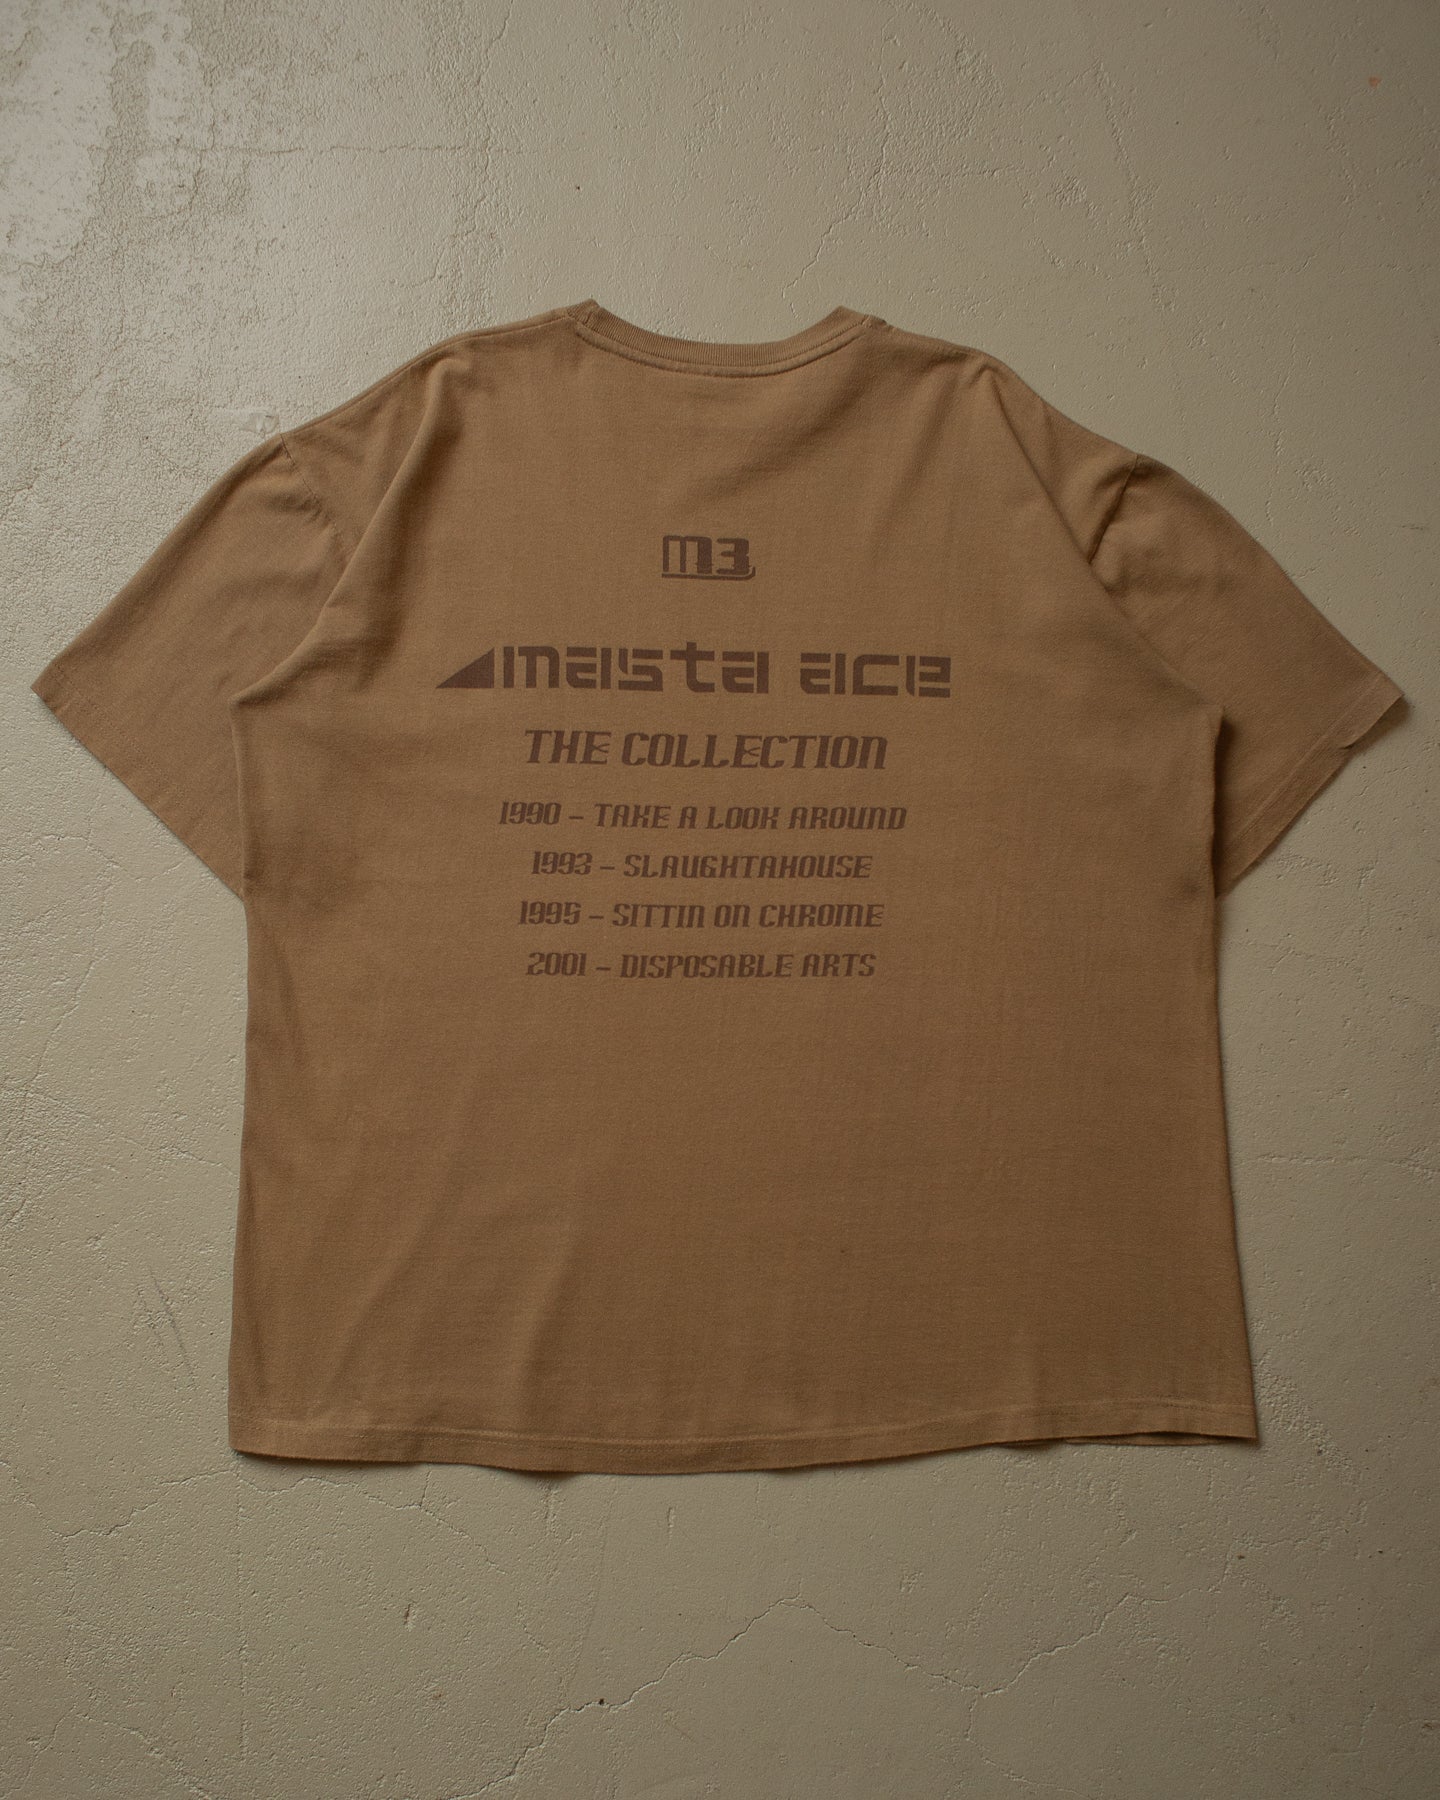 M3
masta ace
THE COLLECTION
1990 – TAKE A LOOK AROUND
1993 – SLAUGHTAHOUSE
1995 – SITTIN ON CHROME
2001 – DISPOSABLE ARTS